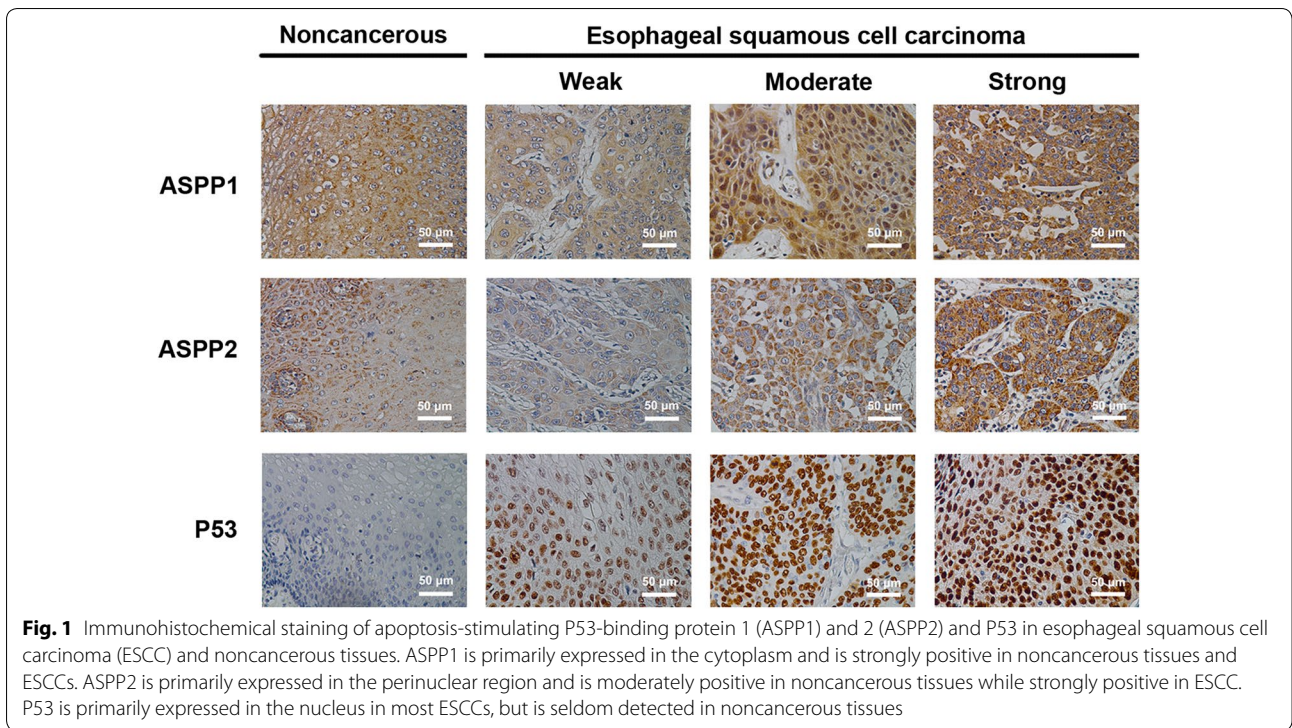 Noncancerous
Esophageal squamous cell carcinoma
Weak
Moderate
Strong
ASPP1
50 µm
50 µm
50 µm
50 µm
ASPP2
50 µm
50 µm
50 µm
50 µm
P53
50 µm
50 µm
50 µm
50 µm
Fig. 1 Immunohistochemical staining of apoptosis-stimulating P53-binding protein 1 (ASPP1) and 2 (ASPP2) and P53 in esophageal squamous cell
carcinoma (ESCC) and noncancerous tissues. ASPP1 is primarily expressed in the cytoplasm and is strongly positive in noncancerous tissues and
ESCCs. ASPP2 is primarily expressed in the perinuclear region and is moderately positive in noncancerous tissues while strongly positive in ESCC.
P53 is primarily expressed in the nucleus in most ESCCs, but is seldom detected in noncancerous tissues